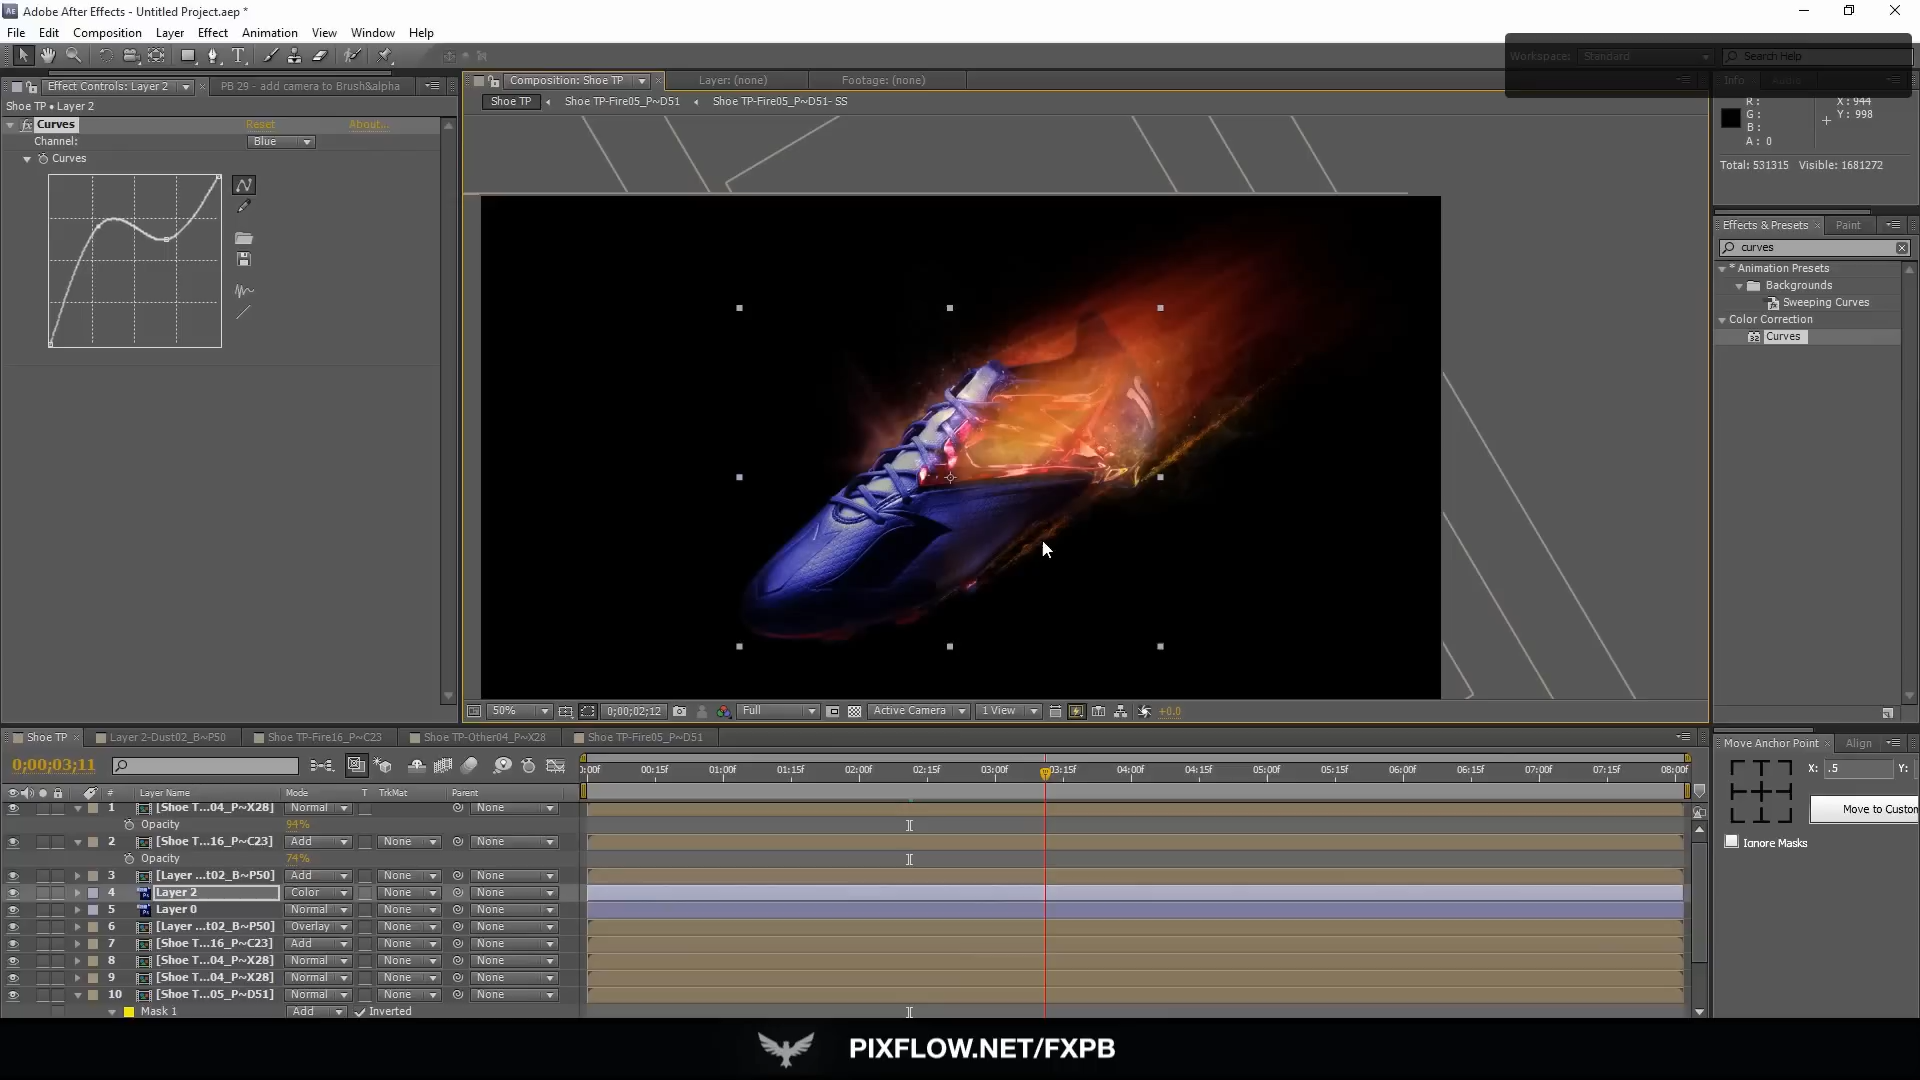 Adobe After Effects - Untitled Project.aep *
File Edit Composition Layer Effect Animation View Window Help
Workspace: Standard Search Help
Effect Controls: Layer 2 PB 29 - add camera to Brush&alpha
Composition: Shoe TP Layer: (none) Footage: (none)
Info Audio
Shoe TP • Layer 2
Shoe TP Shoe TP-Fire05_P~D51 Shoe TP-Fire05_P~D51- SS
fx Curves Reset About...
Channel: Blue
Curves
R:
G:
B:
A: 0
X: 944
Y: 998
Total: 531315 Visible: 1681272
Effects & Presets Paint
curves
* Animation Presets
Backgrounds
Sweeping Curves
Color Correction
32 Curves
50% 0;00;02;12 Full Active Camera 1 View +0.0
Shoe TP Layer 2-Dust02_B~P50 Shoe TP-Fire16_P~C23 Shoe TP-Other04_P~X28 Shoe TP-Fire05_P~D51
0;00;03;11
:00f 00:15f 01:00f 01:15f 02:00f 02:15f 03:00f 03:15f 04:00f 04:15f 05:00f 05:15f 06:00f 06:15f 07:00f 07:15f 08:00f
# Layer Name Mode T TrkMat Parent
1 [Shoe T...04_P~X28] Normal None
Opacity 94%
2 [Shoe T...16_P~C23] Add None None
Opacity 74%
3 [Layer ...t02_B~P50] Add None None
4 Layer 2 Color None None
5 Layer 0 Normal None None
6 [Layer ...t02_B~P50] Overlay None None
7 [Shoe T...16_P~C23] Add None None
8 [Shoe T...04_P~X28] Normal None None
9 [Shoe T...04_P~X28] Normal None None
10 [Shoe T...05_P~D51] Normal None None
Mask 1 Add Inverted
Move Anchor Point Align
X: .5 Y:
Move to Custom
Ignore Masks
PIXFLOW.NET/FXPB